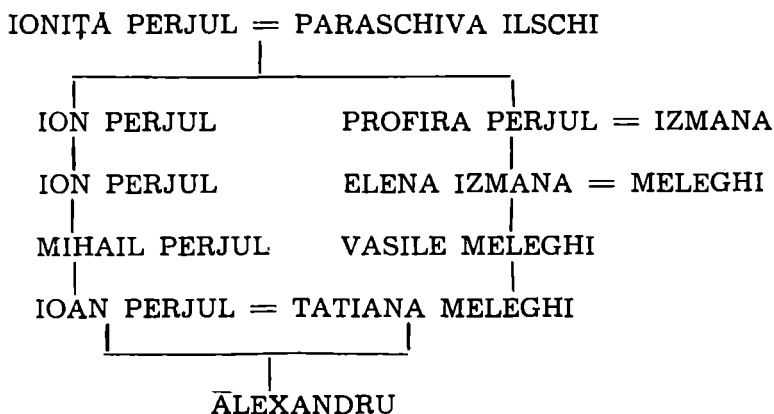 IONIŢĂ PERJUL = PARASCHIVA ILSCHI
ION PERJUL PROFIRA PERJUL = IZMANA
ION PERJUL ELENA IZMANA = MELEGHI
MIHAIL PERJUL VASILE MELEGHI
IOAN PERJUL = TATIANA MELEGHI
ALEXANDRU